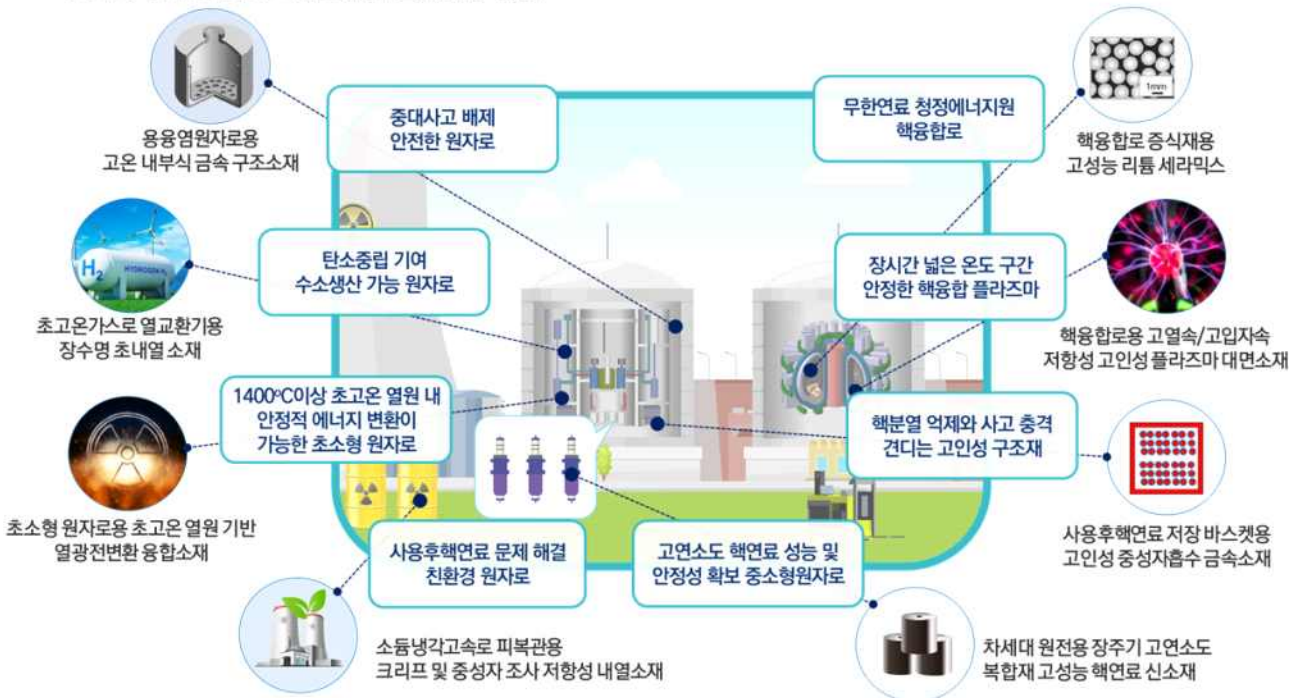 용융염원자로용
고온 내부식 금속 구조소재
중대사고 배제
안전한 원자로
무한연료 청정에너지원
핵융합로
1mm
핵융합로 증식재용
고성능 리튬 세라믹스
H2
초고온가스로 열교환기용
장수명 초내열 소재
탄소중립 기여
수소생산 가능 원자로
장시간 넓은 온도 구간
안정한 핵융합 플라즈마
핵융합로용 고열속/고입자속
저항성 고인성 플라즈마 대면소재
1400℃이상 초고온 열원 내
안정적 에너지 변환이
가능한 초소형 원자로
핵분열 억제와 사고 충격
견디는 고인성 구조재
초소형 원자로용 초고온 열원 기반
열광전변환 융합소재
사용후핵연료 저장 바스켓용
고인성 중성자흡수 금속소재
사용후핵연료 문제 해결
친환경 원자로
고연소도 핵연료 성능 및
안정성 확보 중소형원자로
소듐냉각고속로 피복관용
크리프 및 중성자 조사 저항성 내열소재
차세대 원전용 장주기 고연소도
복합재 고성능 핵연료 신소재